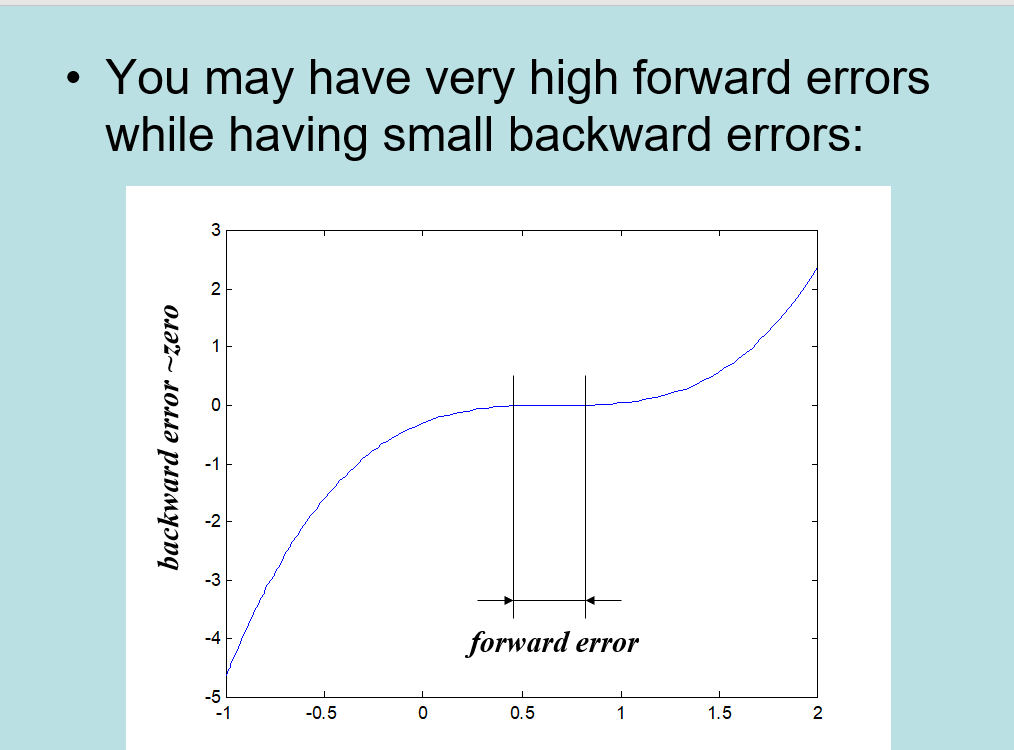 • You may have very high forward errors
while having small backward errors:
backward error ~zero
3
2
1
0
-1
-2
-3
-4
-5
-1 -0.5 0 0.5 1 1.5 2
forward error